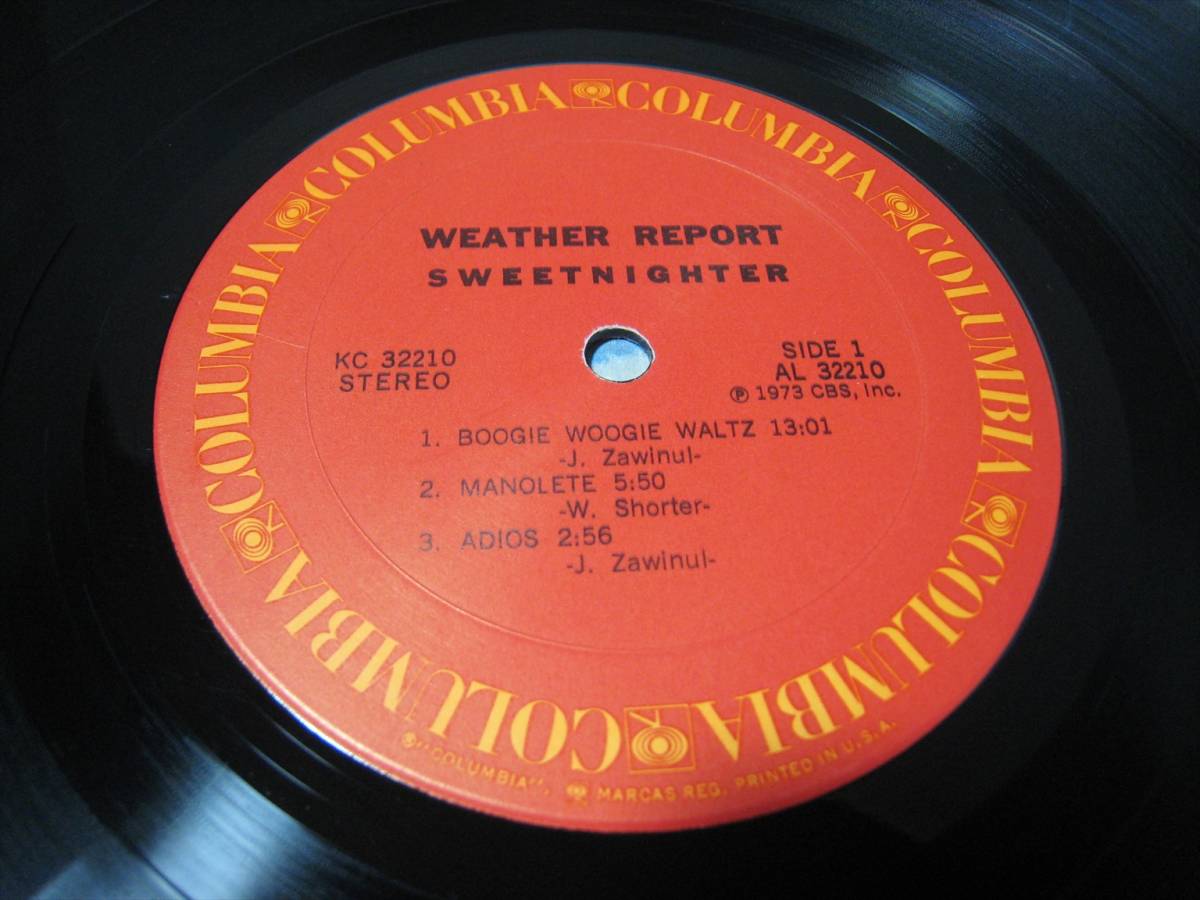 COLUMBIA COLUMBIA COLUMBIA COLUMBIA COLUMBIA COLUMBIA
WEATHER REPORT
SWEETNIGHTER
KC 32210
STEREO
SIDE 1
AL 32210
Ⓟ 1973 CBS, Inc.
1. BOOGIE WOOGIE WALTZ 13:01
-J. Zawinul-
2. MANOLETE 5:50
-W. Shorter-
3. ADIOS 2:56
-J. Zawinul-
® "COLUMBIA", MARCAS REG. PRINTED IN U.S.A.